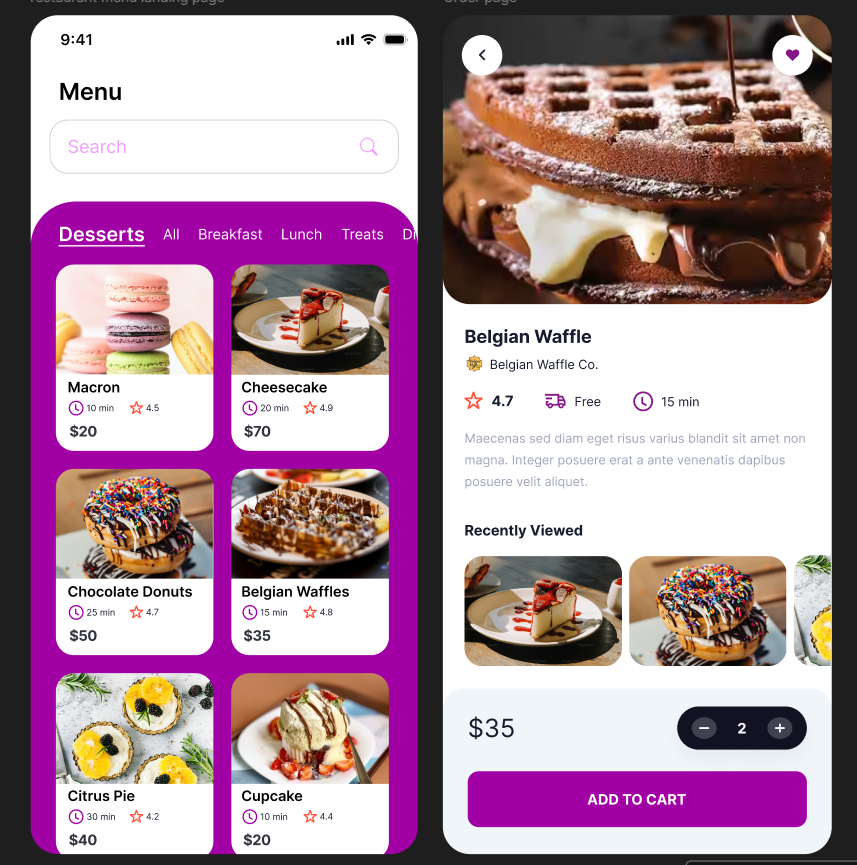 restaurant menu landing page
Order page
9:41
Menu
Search
Desserts All Breakfast Lunch Treats
Macron
10 min 4.5
$20
Cheesecake
20 min 4.9
$70
Chocolate Donuts
25 min 4.7
$50
Belgian Waffles
15 min 4.8
$35
Citrus Pie
30 min 4.2
$40
Cupcake
10 min 4.4
$20
Belgian Waffle
Belgian Waffle Co.
4.7 Free 15 min
Maecenas sed diam eget risus varius blandit sit amet non
magna. Integer posuere erat a ante venenatis dapibus
posuere velit aliquet.
Recently Viewed
$35
2
ADD TO CART